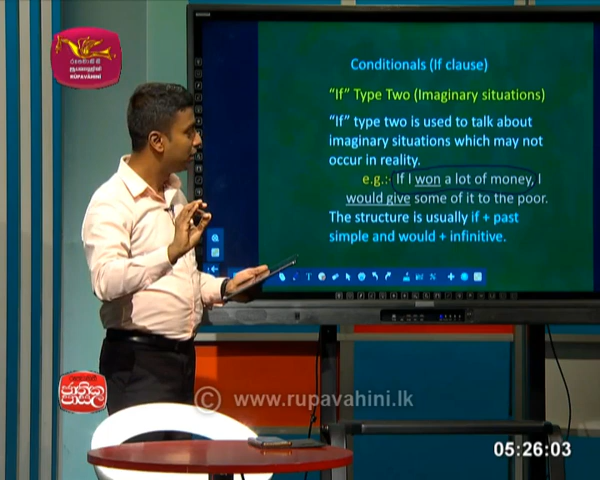 රූපවාහිනී
RUPAVAHINI
Conditionals (If clause)
“If” Type Two (Imaginary situations)
“If” type two is used to talk about
imaginary situations which may not
occur in reality.
e.g.:- If I won a lot of money, I
would give some of it to the poor.
The structure is usually if + past
simple and would + infinitive.
© www.rupavahini.lk
05:26:03